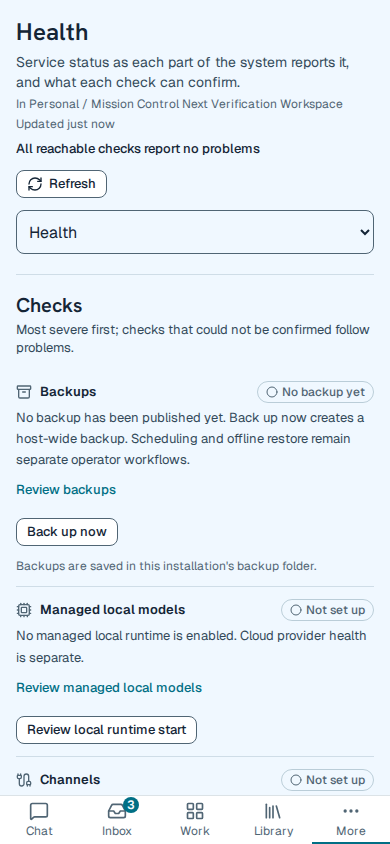 Health
Service status as each part of the system reports it,
and what each check can confirm.
In Personal / Mission Control Next Verification Workspace
Updated just now
All reachable checks report no problems
Refresh
Health
Checks
Most severe first; checks that could not be confirmed follow
problems.
Backups
No backup yet
No backup has been published yet. Back up now creates a
host-wide backup. Scheduling and offline restore remain
separate operator workflows.
Review backups
Back up now
Backups are saved in this installation's backup folder.
Managed local models
Not set up
No managed local runtime is enabled. Cloud provider health
is separate.
Review managed local models
Review local runtime start
Channels
Not set up
3
Chat
Inbox
Work
Library
More